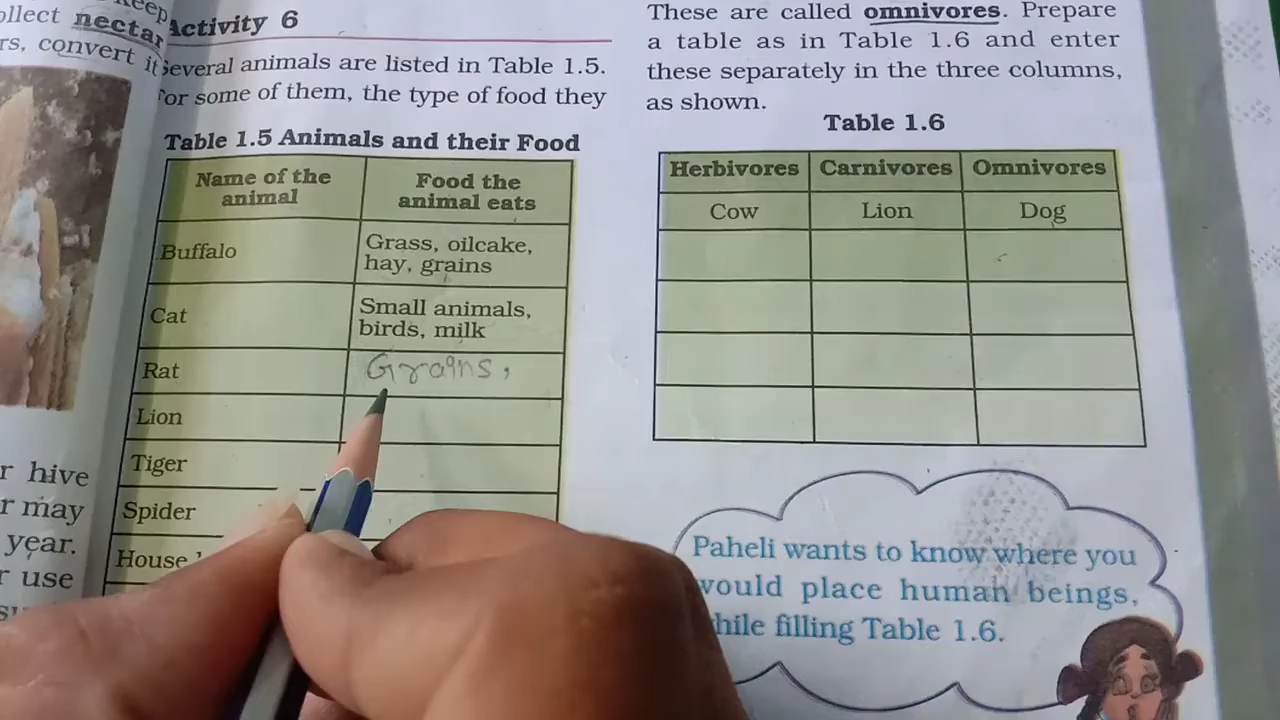 keep
ollect nectar
rs, convert it
r hive
r may
year.
r use
Activity 6
Several animals are listed in Table 1.5.
For some of them, the type of food they
Table 1.5 Animals and their Food
Name of the animal
Food the animal eats
Buffalo
Grass, oilcake,
hay, grains
Cat
Small animals,
birds, milk
Rat
Grains,
Lion
Tiger
Spider
House
These are called omnivores. Prepare
a table as in Table 1.6 and enter
these separately in the three columns,
as shown.
Table 1.6
Herbivores Carnivores Omnivores
Cow Lion Dog
Paheli wants to know where you
would place human beings,
hile filling Table 1.6.